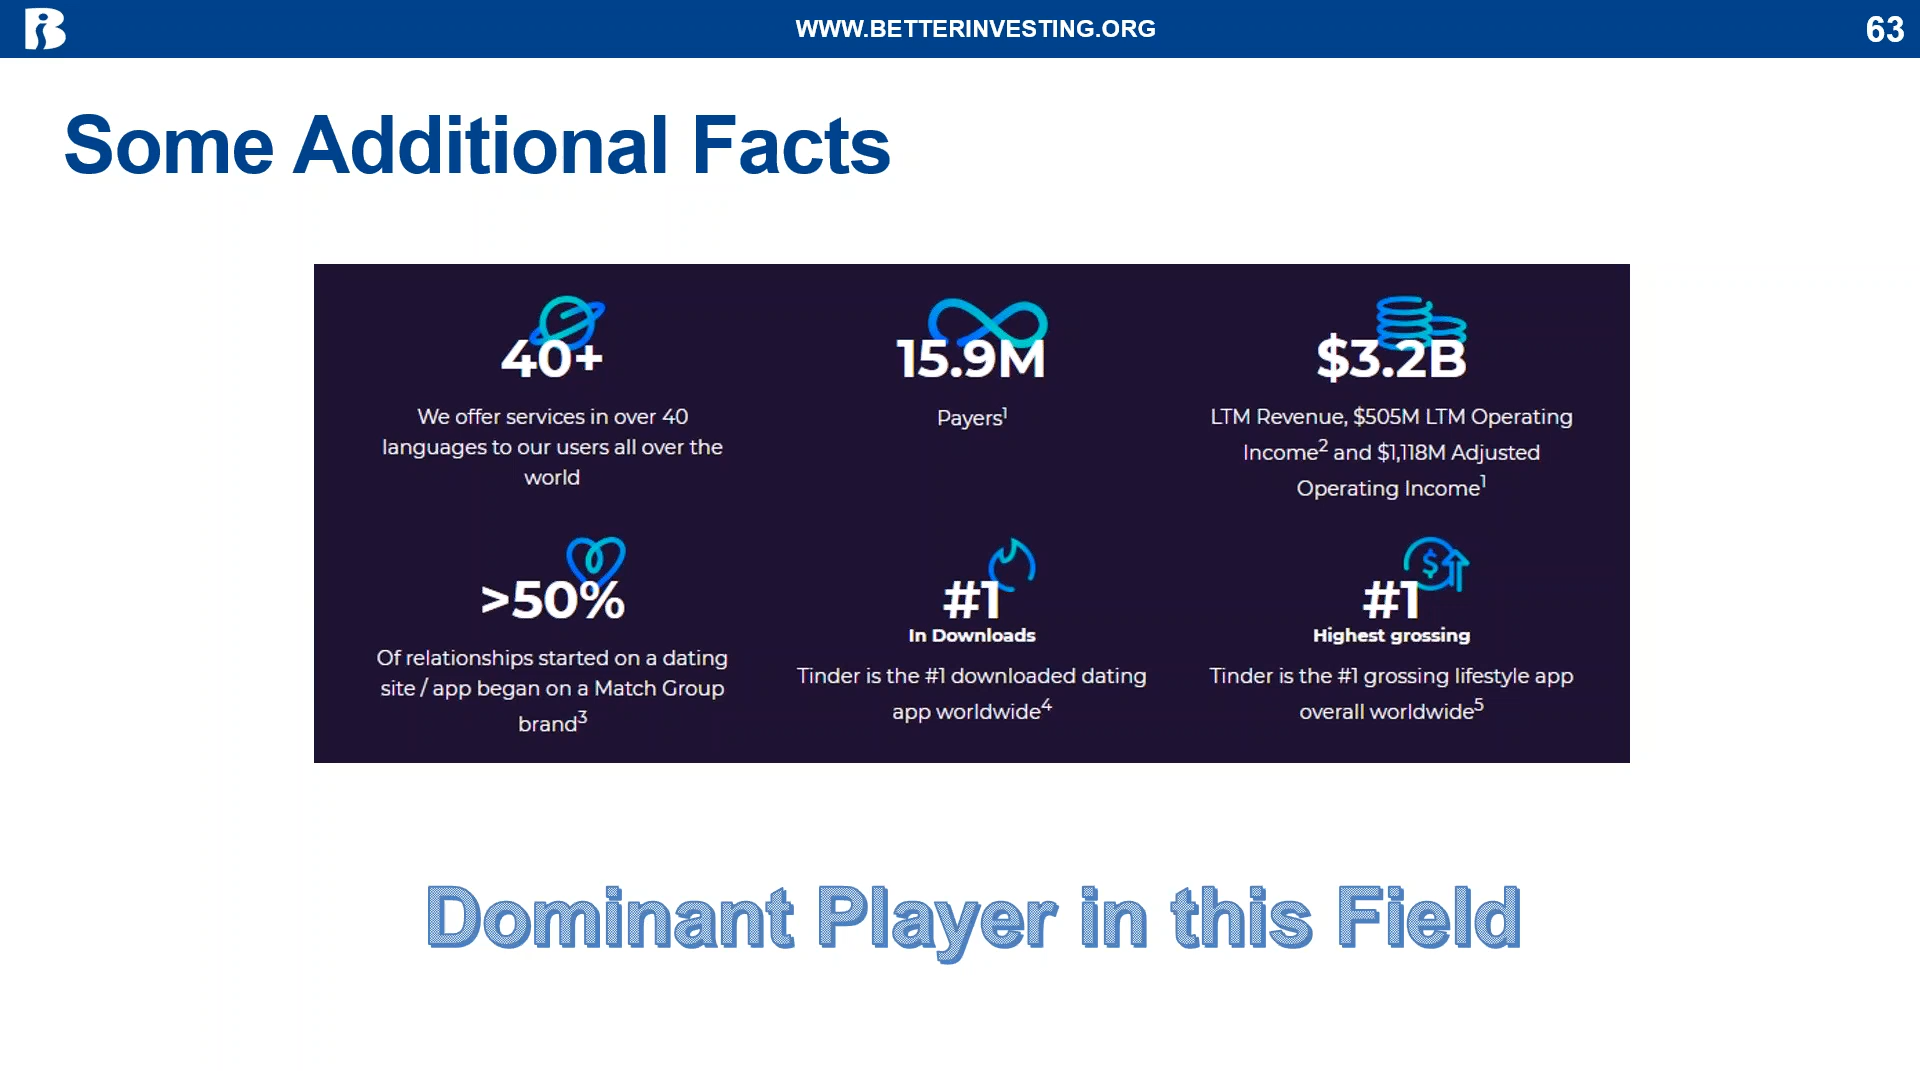 WWW.BETTERINVESTING.ORG
63
Some Additional Facts
40+
We offer services in over 40
languages to our users all over the
world
15.9M
Payers¹
$3.2B
LTM Revenue, $505M LTM Operating
Income² and $1,118M Adjusted
Operating Income¹
>50%
Of relationships started on a dating
site / app began on a Match Group
brand³
#1
In Downloads
Tinder is the #1 downloaded dating
app worldwide⁴
#1
Highest grossing
Tinder is the #1 grossing lifestyle app
overall worldwide⁵
Dominant Player in this Field